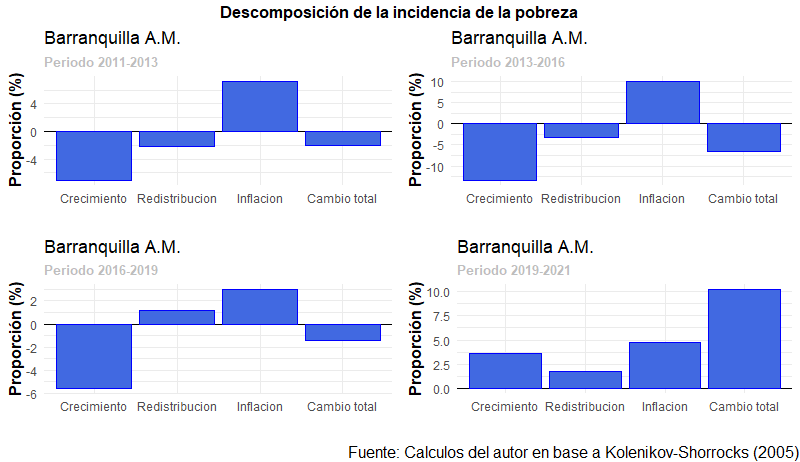 Descomposición de la incidencia de la pobreza
Barranquilla A.M.
Periodo 2011-2013
Proporción (%)
4
0
-4
Crecimiento Redistribucion Inflacion Cambio total
Barranquilla A.M.
Periodo 2013-2016
Proporción (%)
10
5
0
-5
-10
Crecimiento Redistribucion Inflacion Cambio total
Barranquilla A.M.
Periodo 2016-2019
Proporción (%)
2
0
-2
-4
-6
Crecimiento Redistribucion Inflacion Cambio total
Barranquilla A.M.
Periodo 2019-2021
Proporción (%)
10.0
7.5
5.0
2.5
0.0
Crecimiento Redistribucion Inflacion Cambio total
Fuente: Calculos del autor en base a Kolenikov-Shorrocks (2005)